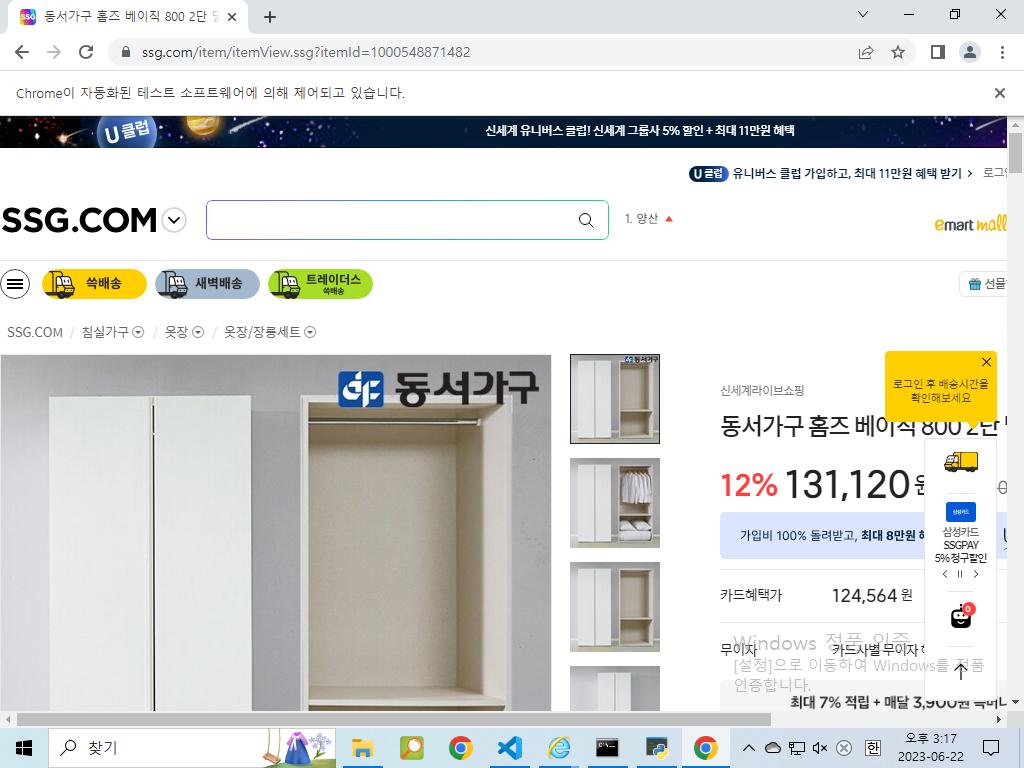 동서가구 홈즈 베이직 800 2단
ssg.com/item/itemView.ssg?itemId=1000548871482
Chrome이 자동화된 테스트 소프트웨어에 의해 제어되고 있습니다.
U 클럽
신세계 유니버스 클럽! 신세계 그룹사 5% 할인 + 최대 11만원 혜택
U 클럽 유니버스 클럽 가입하고, 최대 11만원 혜택 받기 > 로그인
SSG.COM
1. 양산
emart mall
쓱배송
새벽배송
트레이더스
쓱배송
선물
SSG.COM / 침실가구 / 옷장 / 옷장/장롱세트
동서가구
동서가구
신세계라이브쇼핑
로그인 후 배송시간을
확인해보세요
동서가구 홈즈 베이직 800 2단
12% 131,120 원
가입비 100% 돌려받고, 최대 8만원
삼성카드
삼성카드
SSGPAY
5% 청구할인
카드혜택가 124,564 원
0
무이자 카드사별 무이자
Windows 정품 인증
[설정]으로 이동하여 Windows를 정품
인증합니다.
최대 7% 적립 + 매달 3,900원
찾기
오후 3:17
2023-06-22
한